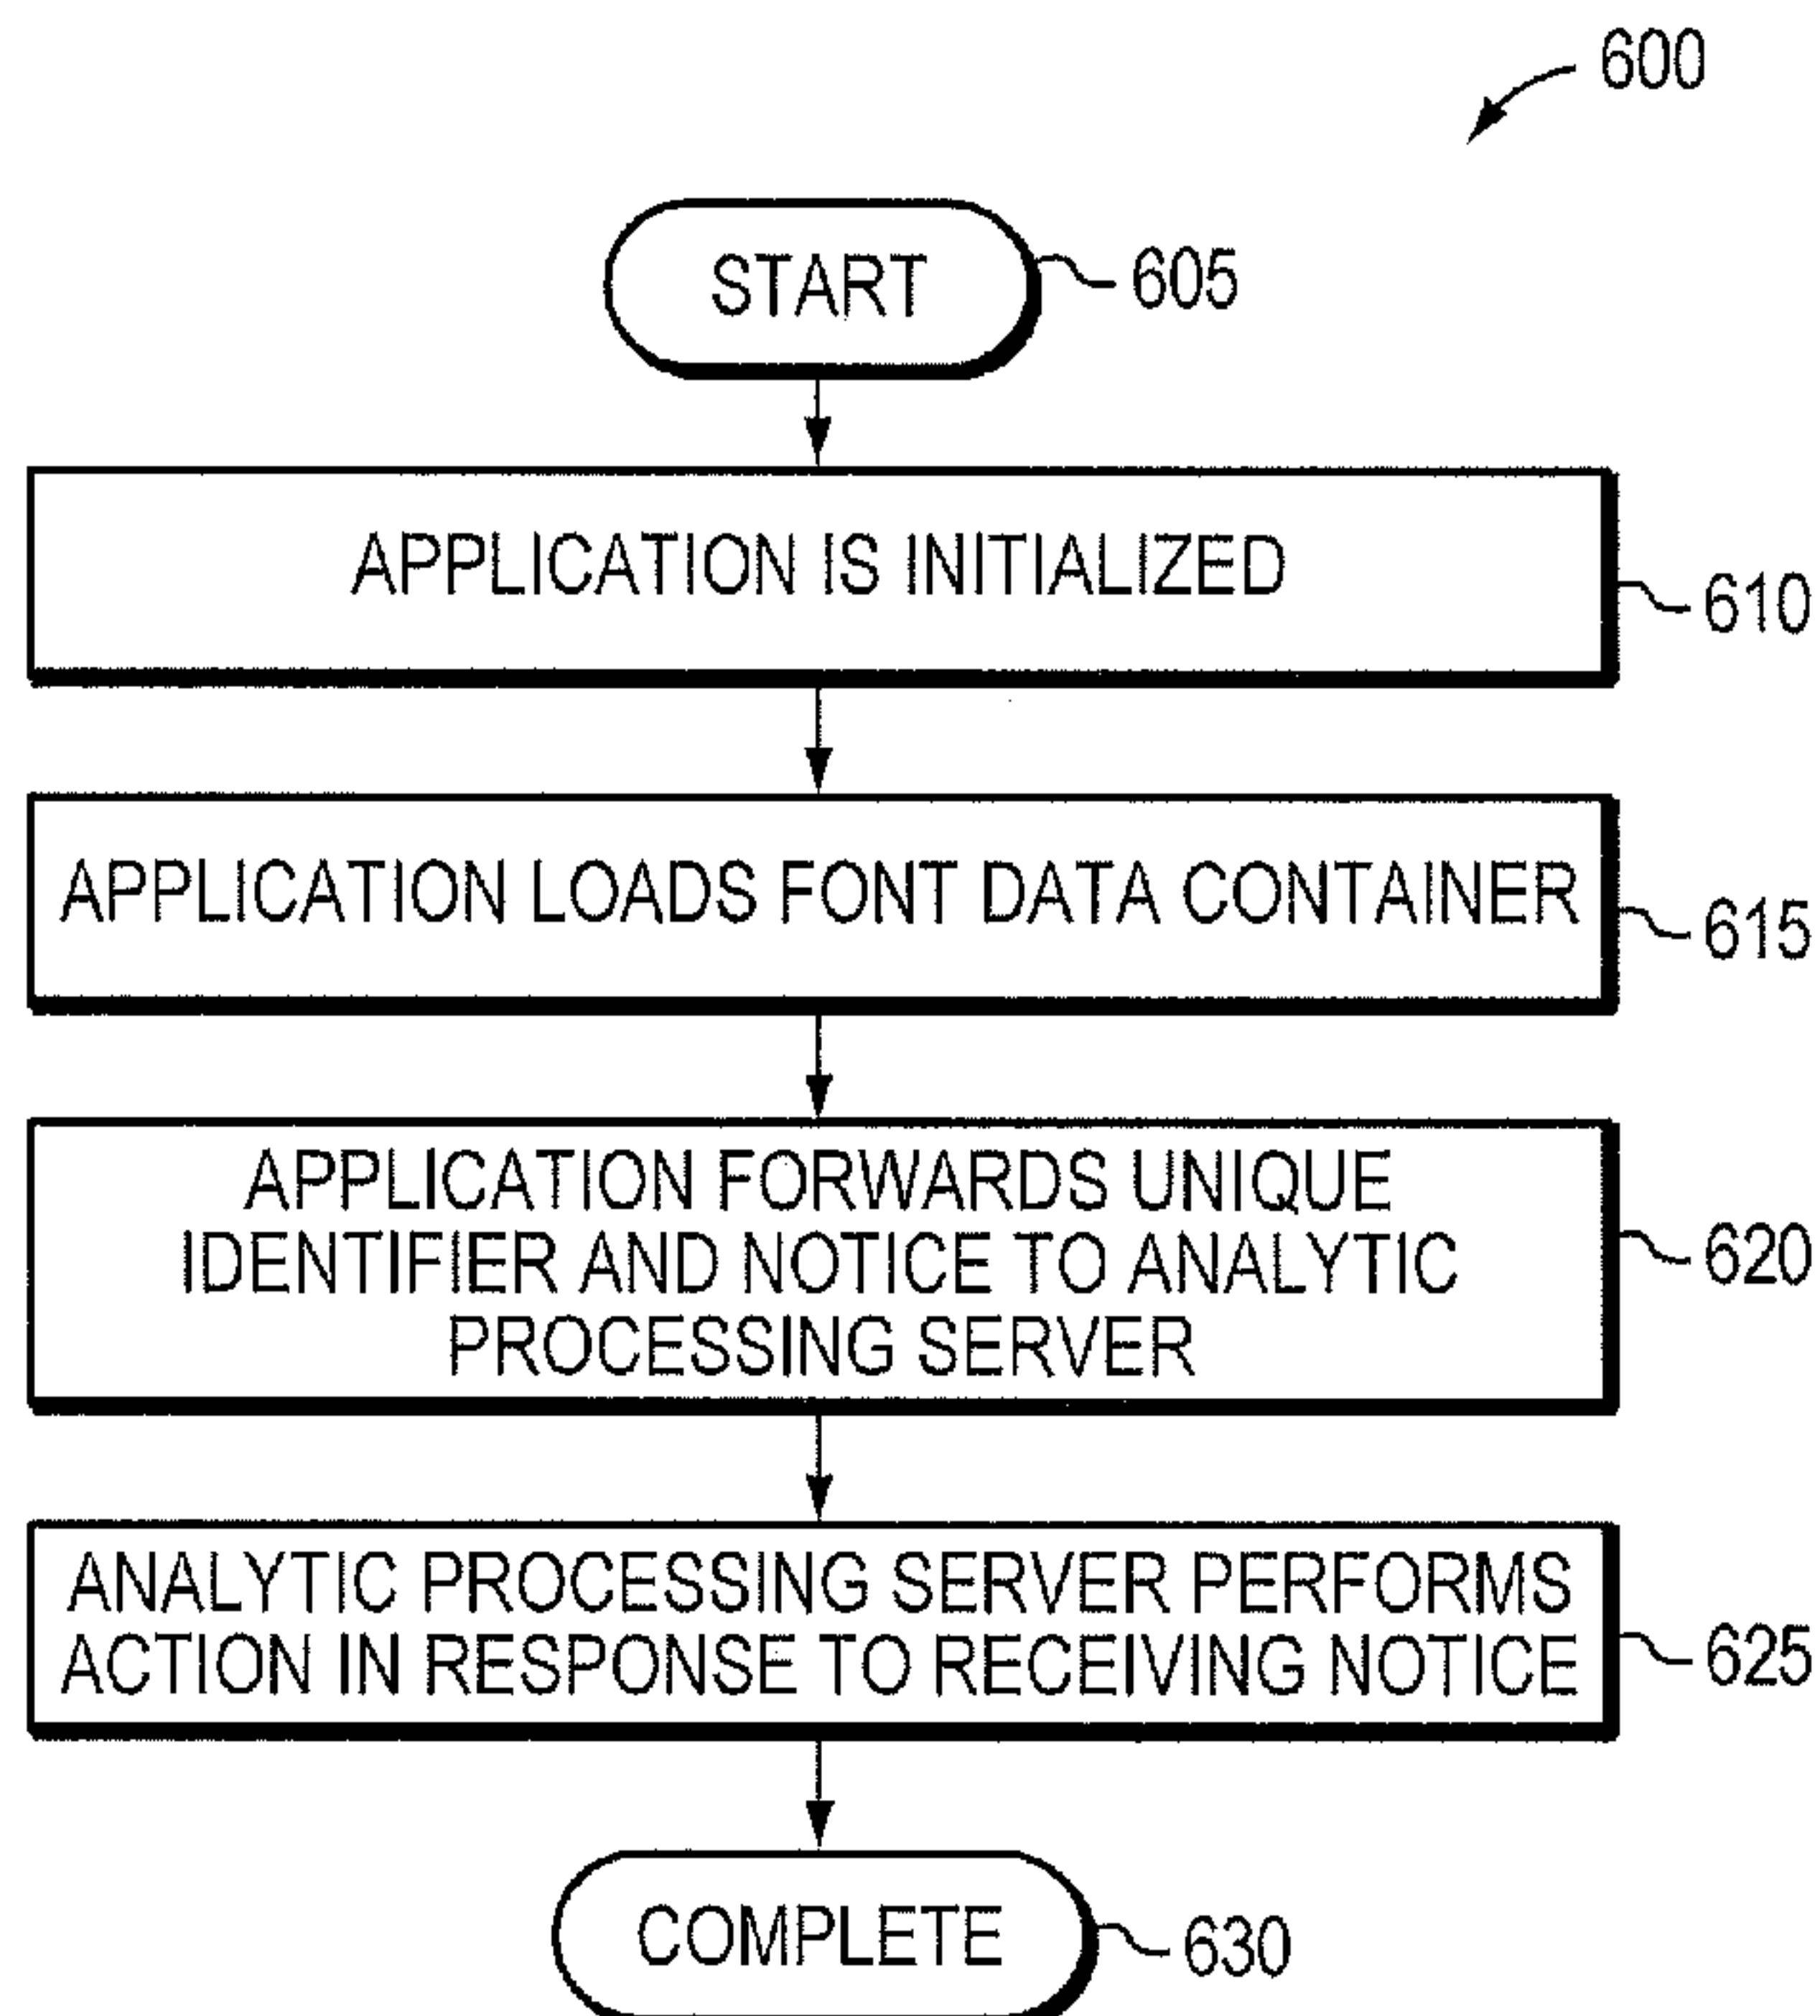 600
START
605
APPLICATION IS INITIALIZED
610
APPLICATION LOADS FONT DATA CONTAINER
615
APPLICATION FORWARDS UNIQUE
IDENTIFIER AND NOTICE TO ANALYTIC
PROCESSING SERVER
620
ANALYTIC PROCESSING SERVER PERFORMS
ACTION IN RESPONSE TO RECEIVING NOTICE
625
COMPLETE
630